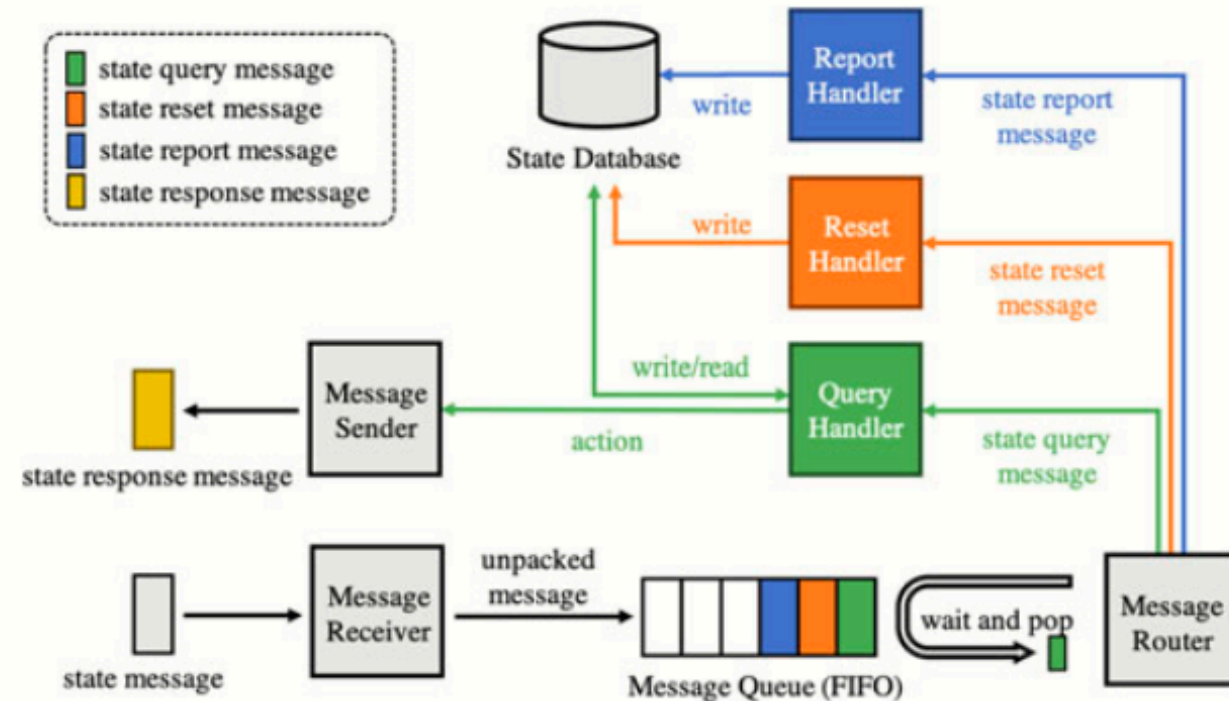 state query message
state reset message
state report message
state response message
State Database
write
Report
Handler
state report
message
write
Reset
Handler
state reset
message
write/read
Query
Handler
state query
message
action
Message
Sender
state response message
state message
Message
Receiver
unpacked
message
Message Queue (FIFO)
wait and pop
Message
Router